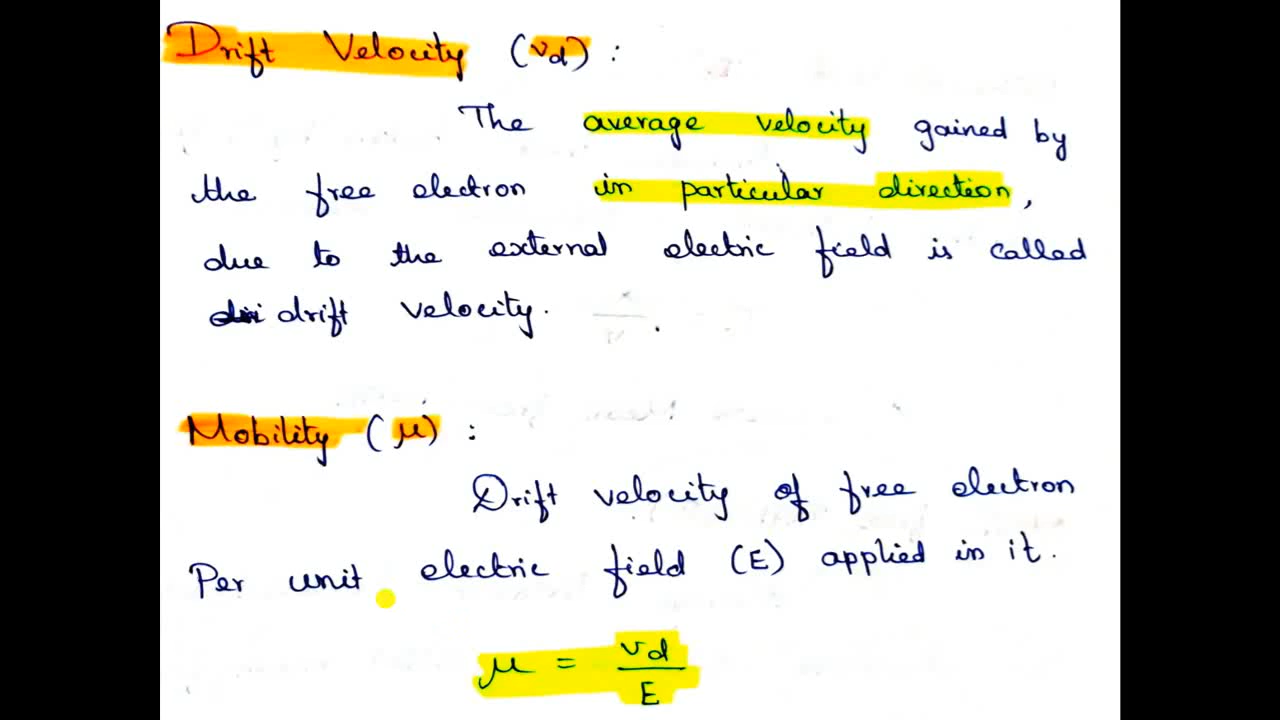 Drift Velocity (vd) :
The average velocity gained by
the free electron in particular direction,
due to the external electric field is called
drift velocity.
Mobility (μ) :
Drift velocity of free electron
Per unit electric field (E) applied in it.
μ = vd
E